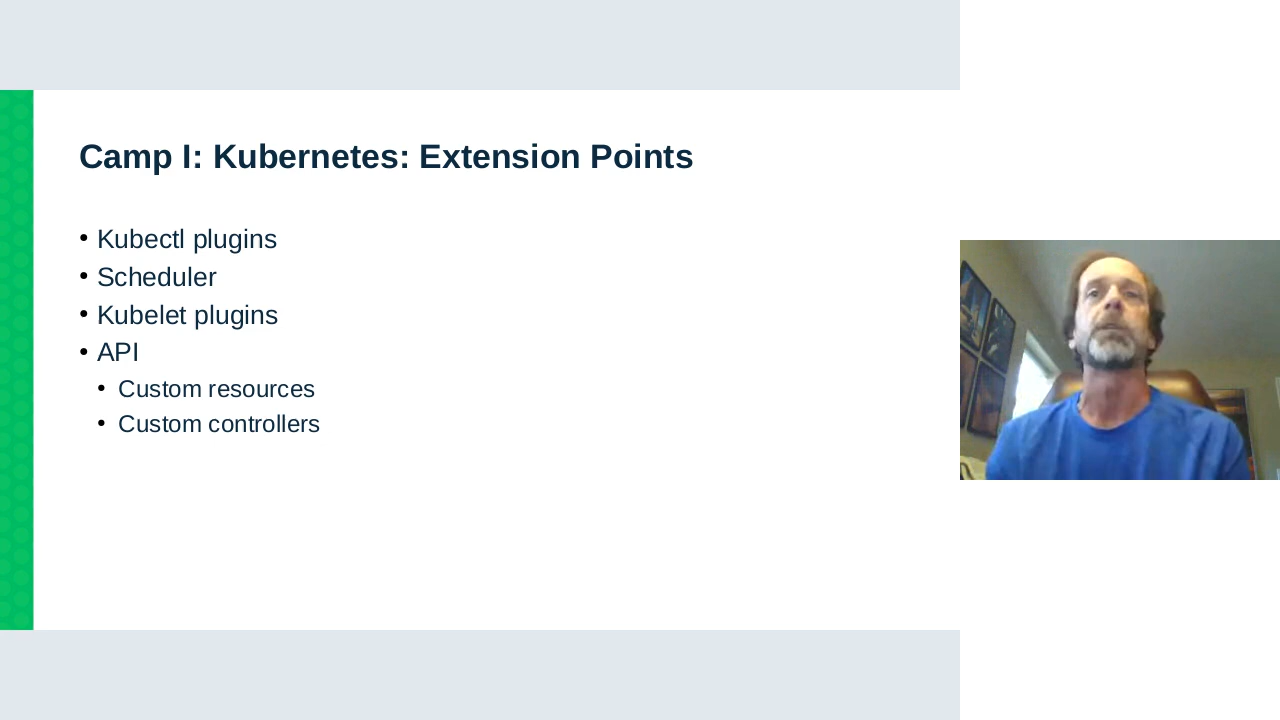 Camp I: Kubernetes: Extension Points
• Kubectl plugins
• Scheduler
• Kubelet plugins
• API
• Custom resources
• Custom controllers